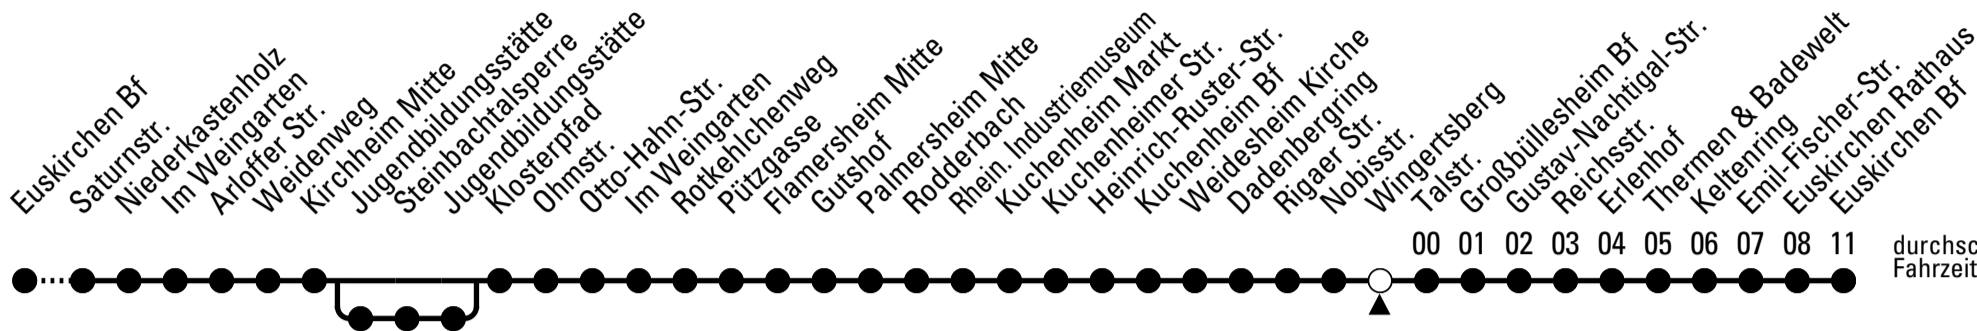 Euskirchen Bf
Saturnstr.
Niederkastenholz
Im Weingarten
Arloffer Str.
Weidenweg
Kirchheim Mitte
Jugendbildungsstätte
Steinbachtalsperre
Jugendbildungsstätte
Klosterpfad
Ohmstr.
Otto-Hahn-Str.
Im Weingarten
Rotkehlchenweg
Pützgasse
Flamersheim Mitte
Gutshof
Palmersheim Mitte
Rodderbach
Rhein. Industriemuseum
Kuchenheim Markt
Kuchenheimer Str.
Heinrich-Ruster-Str.
Kuchenheim Bf
Weidesheim Kirche
Dadenbergring
Rigaer Str.
Nobisstr.
Wingertsberg
Talstr.
Großbüllesheim Bf
Gustav-Nachtigal-Str.
Reichsstr.
Erlenhof
Thermen & Badewelt
Keltenring
Emil-Fischer-Str.
Euskirchen Rathaus
Euskirchen Bf
00 01 02 03 04 05 06 07 08 11
durchsc
Fahrzeit